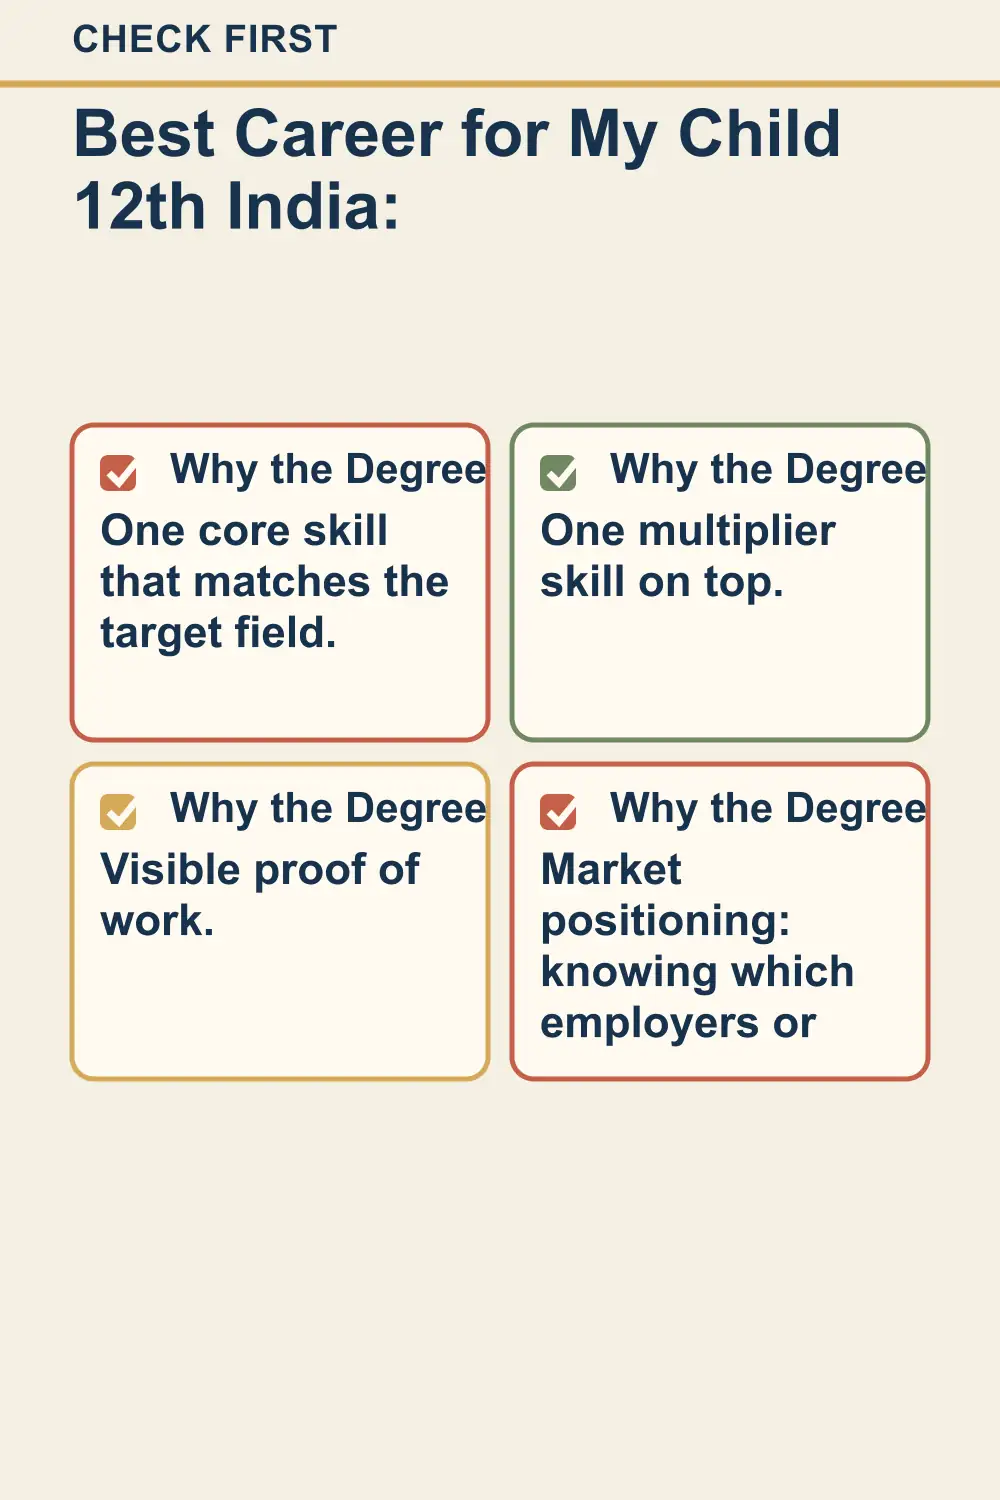 CHECK FIRST
Best Career for My Child
12th India:
Why the Degree
One core skill
that matches the
target field.
Why the Degree
One multiplier
skill on top.
Why the Degree
Visible proof of
work.
Why the Degree
Market
positioning:
knowing which
employers or